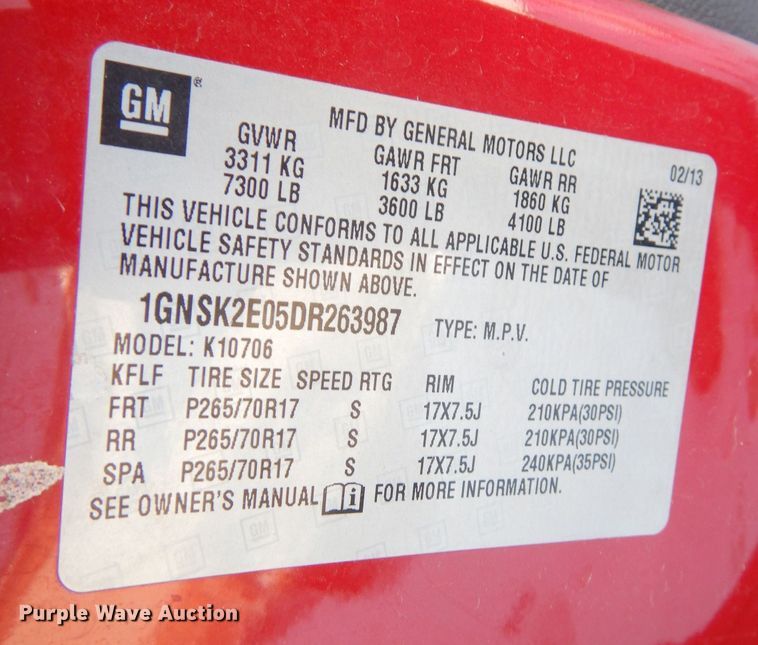 GM ®
MFD BY GENERAL MOTORS LLC
02/13
GVWR GAWR FRT GAWR RR
3311 KG 1633 KG 1860 KG
7300 LB 3600 LB 4100 LB
THIS VEHICLE CONFORMS TO ALL APPLICABLE U.S. FEDERAL MOTOR
VEHICLE SAFETY STANDARDS IN EFFECT ON THE DATE OF
MANUFACTURE SHOWN ABOVE.
1GNSK2E05DR263987 TYPE: M.P.V.
MODEL: K10706
KFLF TIRE SIZE SPEED RTG RIM COLD TIRE PRESSURE
FRT P265/70R17 S 17X7.5J 210KPA(30PSI)
RR P265/70R17 S 17X7.5J 210KPA(30PSI)
SPA P265/70R17 S 17X7.5J 240KPA(35PSI)
SEE OWNER'S MANUAL i FOR MORE INFORMATION.
Purple Wave Auction